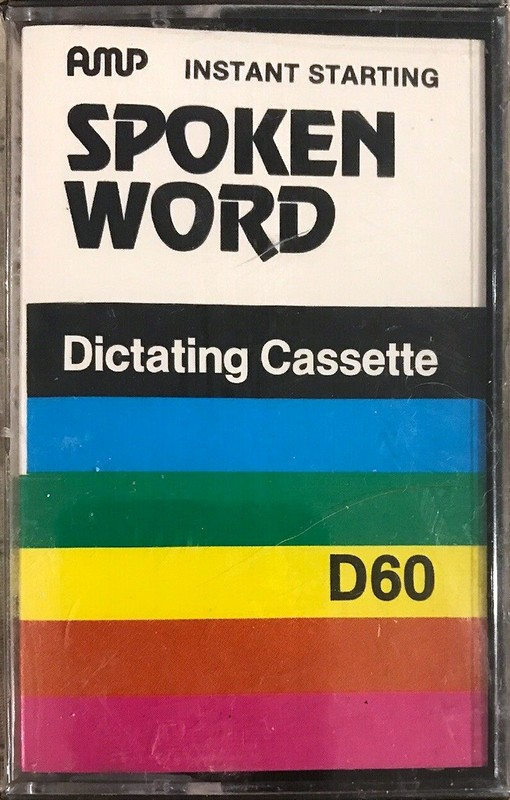 AMP INSTANT STARTING
SPOKEN
WORD
Dictating Cassette
D60